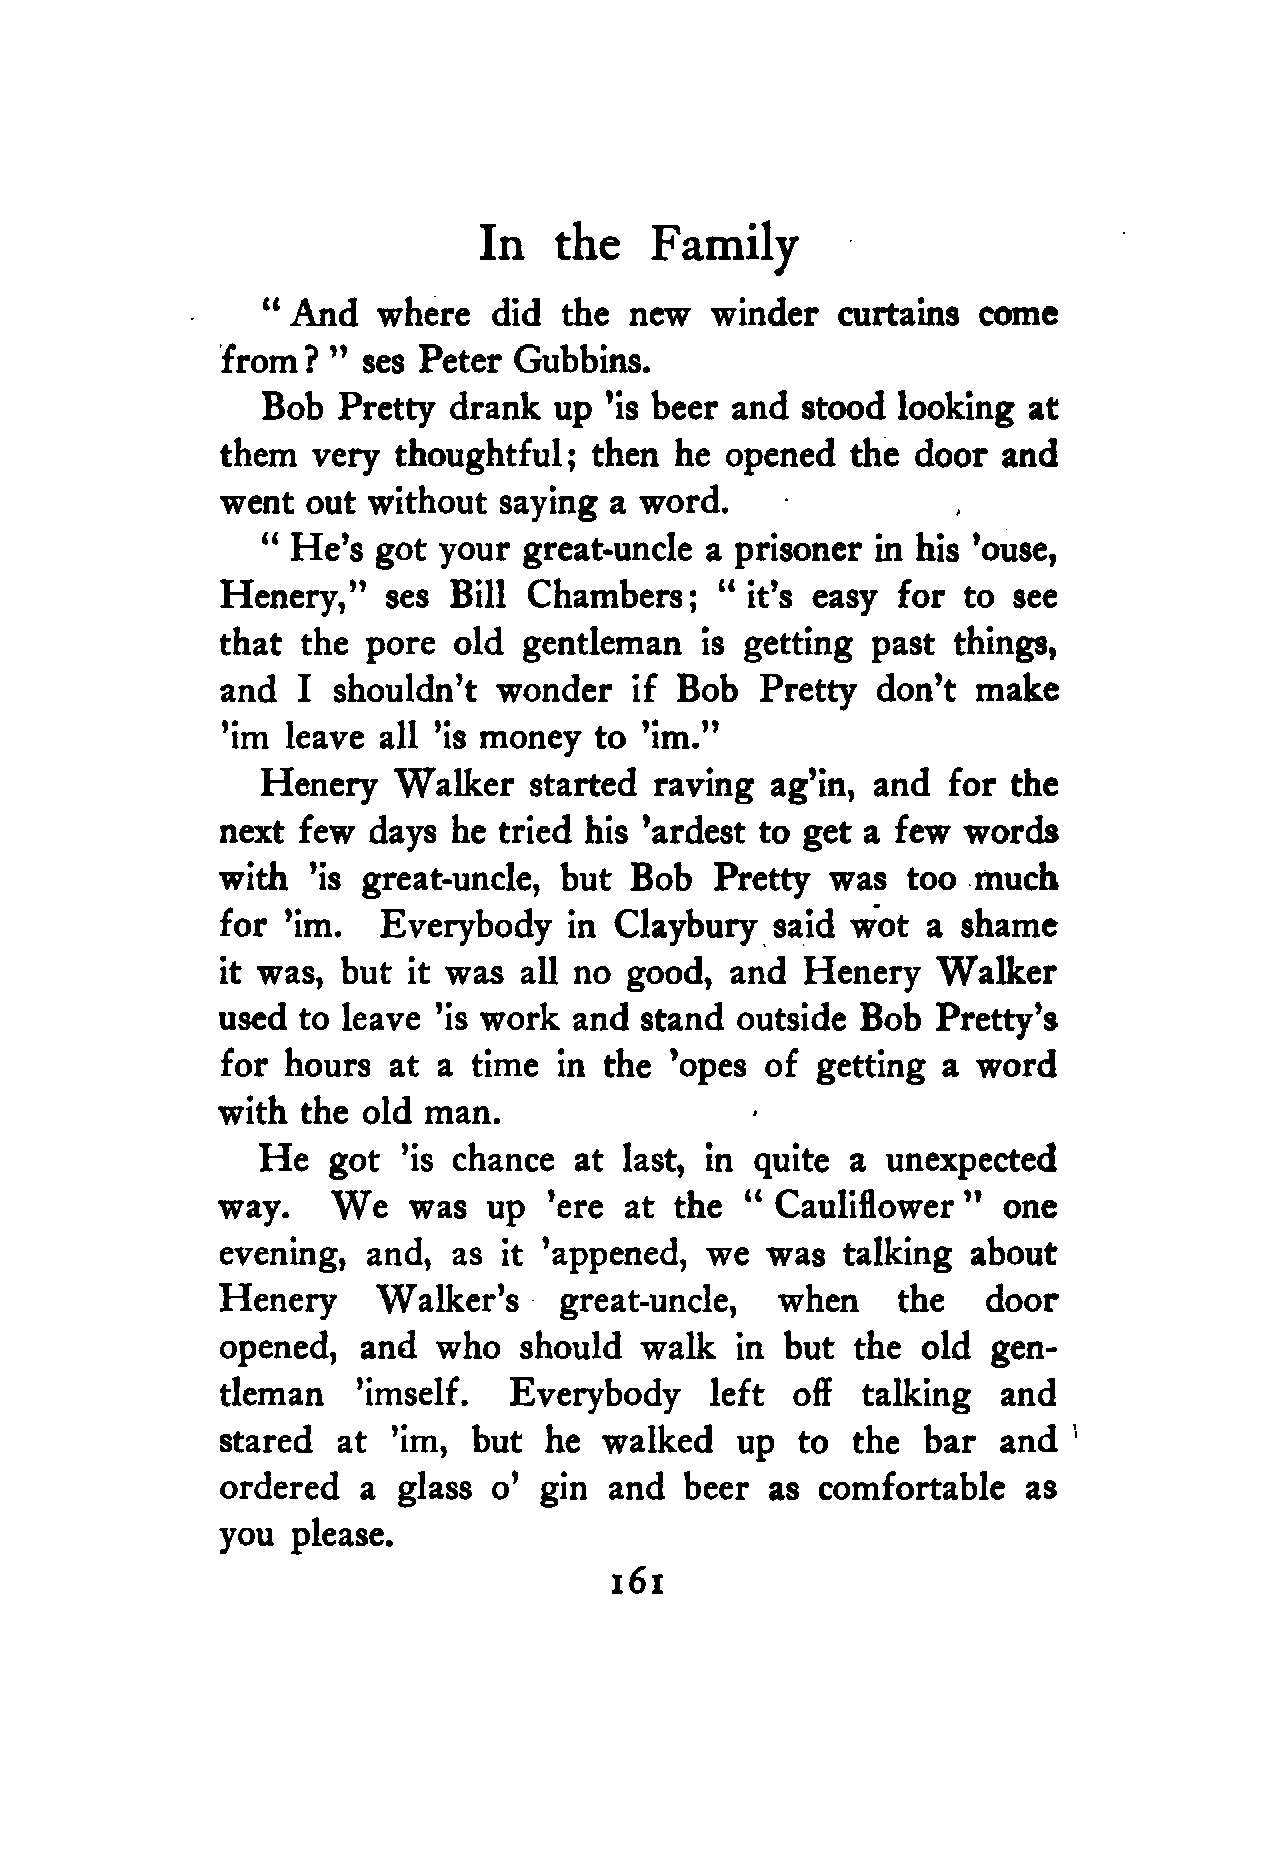 In the Family
“ And where did the new winder curtains come
from ? ” ses Peter Gubbins.
Bob Pretty drank up ’is beer and stood looking at
them very thoughtful; then he opened the door and
went out without saying a word.
“ He’s got your great-uncle a prisoner in his ’ouse,
Henery,” ses Bill Chambers; “ it’s easy for to see
that the pore old gentleman is getting past things,
and I shouldn’t wonder if Bob Pretty don’t make
’im leave all ’is money to ’im.”
Henery Walker started raving ag’in, and for the
next few days he tried his ’ardest to get a few words
with ’is great-uncle, but Bob Pretty was too much
for ’im. Everybody in Claybury said wot a shame
it was, but it was all no good, and Henery Walker
used to leave ’is work and stand outside Bob Pretty’s
for hours at a time in the ’opes of getting a word
with the old man.
He got ’is chance at last, in quite a unexpected
way. We was up ’ere at the “ Cauliflower ” one
evening, and, as it ’appened, we was talking about
Henery Walker’s great-uncle, when the door
opened, and who should walk in but the old gen-
tleman ’imself. Everybody left off talking and
stared at ’im, but he walked up to the bar and
ordered a glass o’ gin and beer as comfortable as
you please.
161